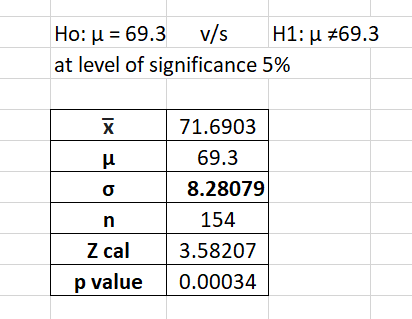 Ho: μ = 69.3 v/s H1: μ ≠69.3
at level of significance 5%
x̅ 71.6903
μ 69.3
σ 8.28079
n 154
Z cal 3.58207
p value 0.00034